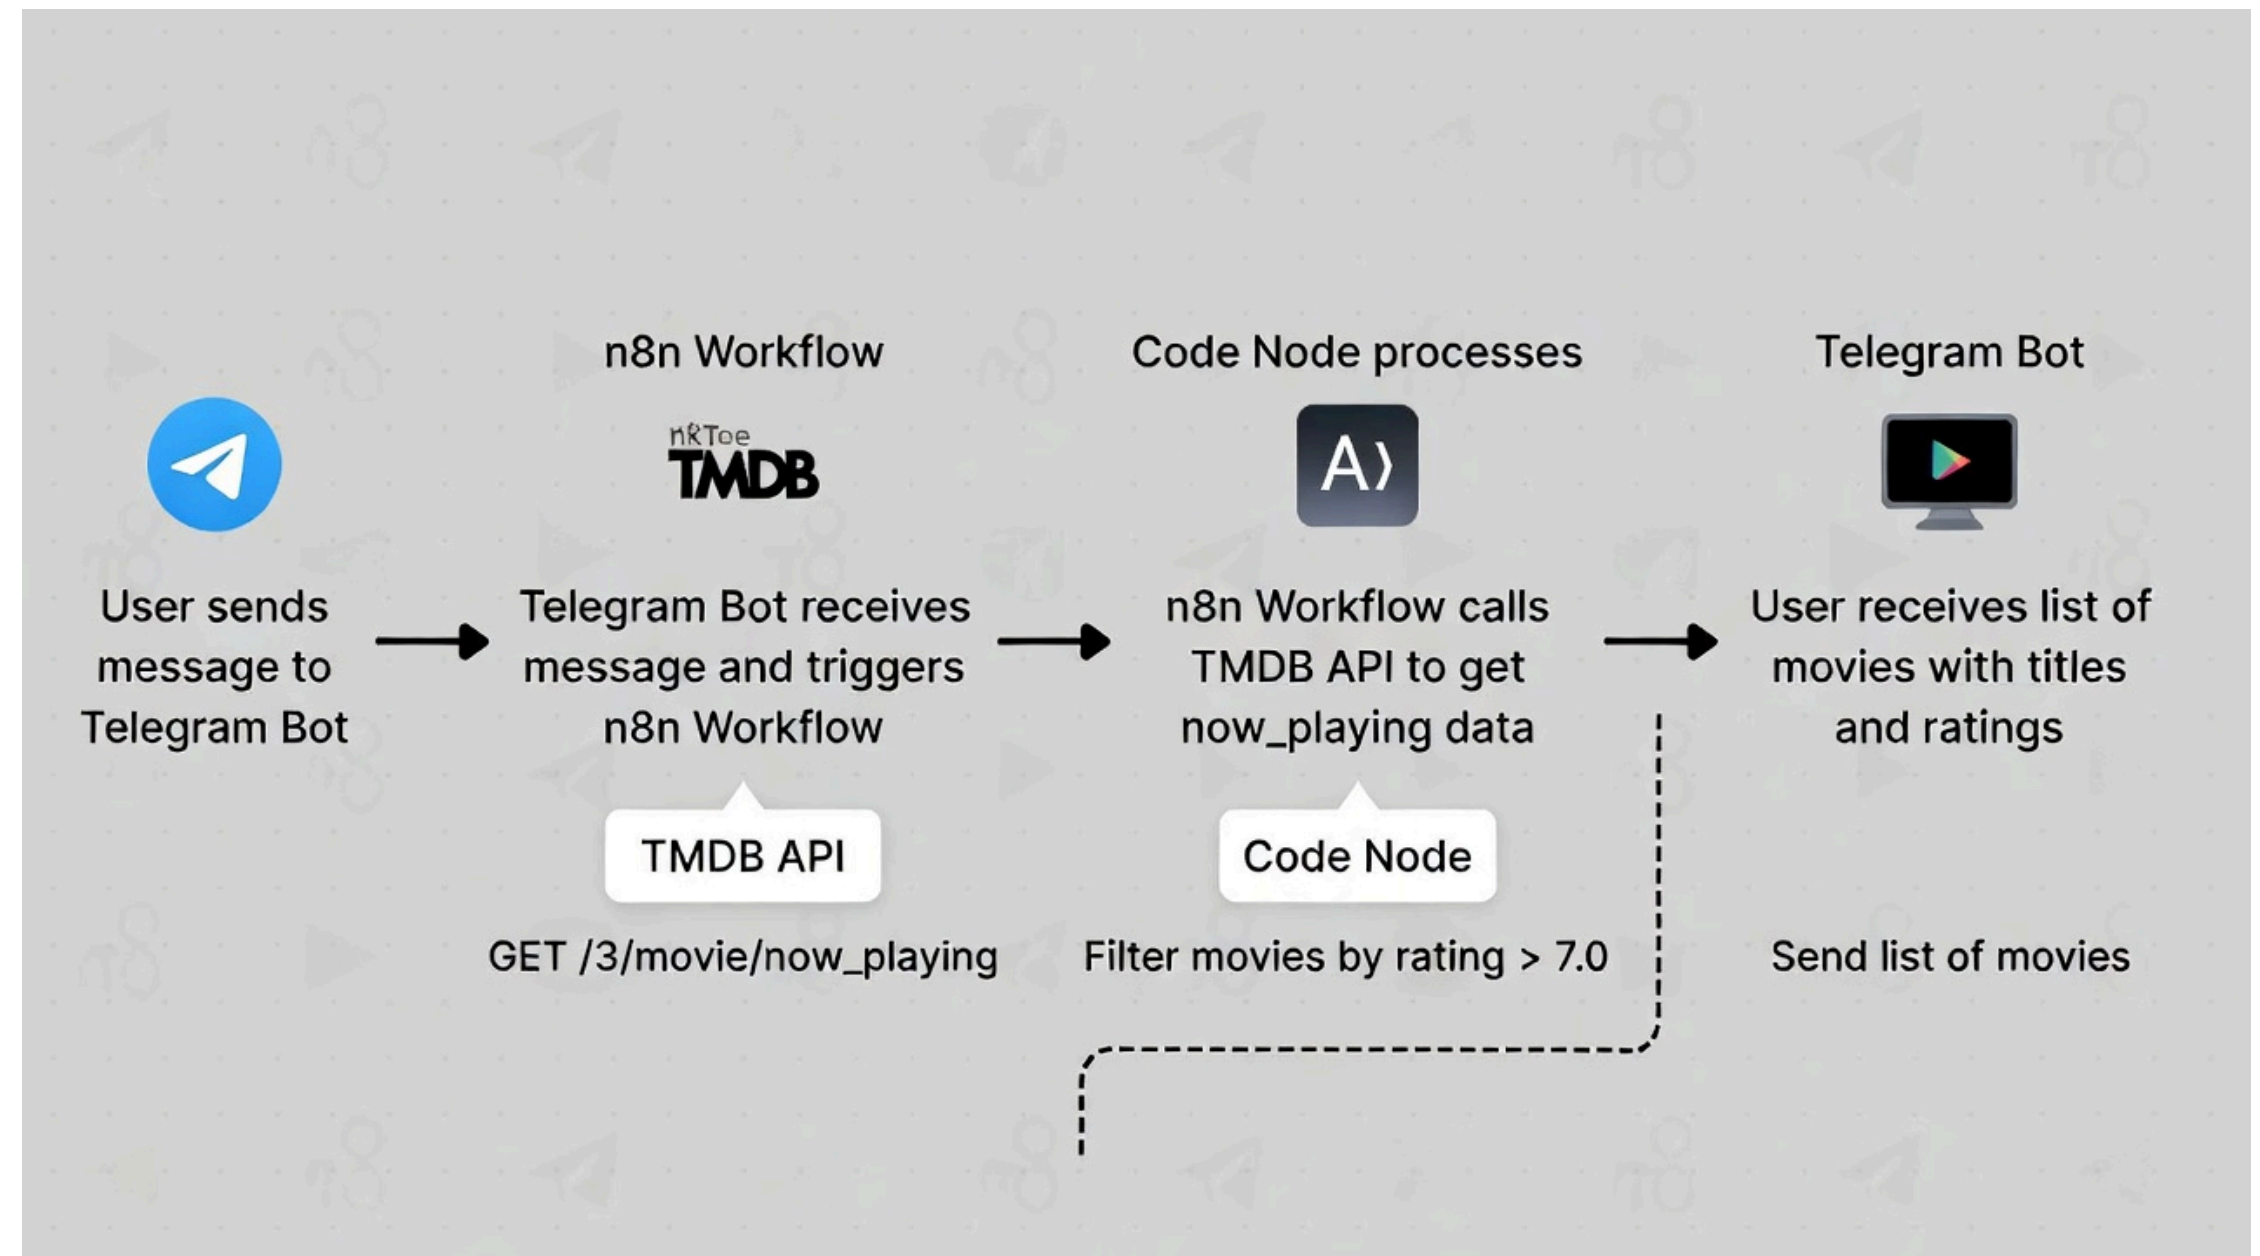 n8n Workflow
Code Node processes
Telegram Bot
TMDB
A⟩
User sends
message to
Telegram Bot
Telegram Bot receives
message and triggers
n8n Workflow
n8n Workflow calls
TMDB API to get
now_playing data
User receives list of
movies with titles
and ratings
TMDB API
Code Node
GET /3/movie/now_playing
Filter movies by rating > 7.0
Send list of movies